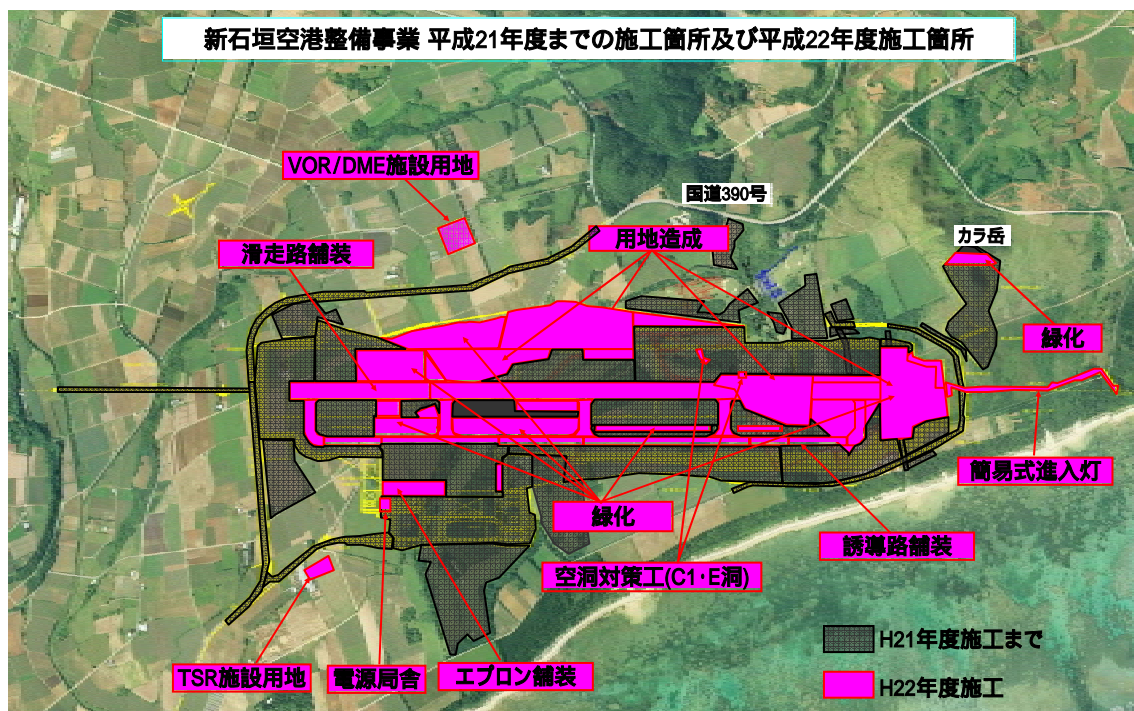 新石垣空港整備事業 平成21年度までの施工箇所及び平成22年度施工箇所
VOR/DME施設用地
国道390号
滑走路舗装
用地造成
カラ岳
緑化
簡易式進入灯
緑化
誘導路舗装
空洞対策工(C1・E洞)
H21年度施工まで
TSR施設用地
電源局舎
エプロン舗装
H22年度施工